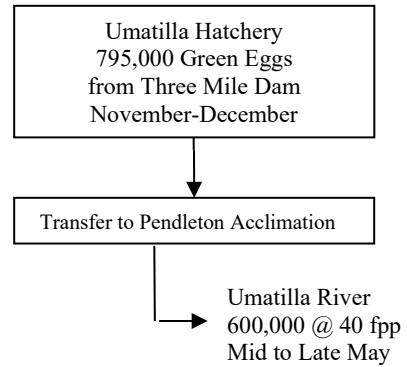 Umatilla Hatchery
795,000 Green Eggs
from Three Mile Dam
November-December
Transfer to Pendleton Acclimation
Umatilla River
600,000 @ 40 fpp
Mid to Late May